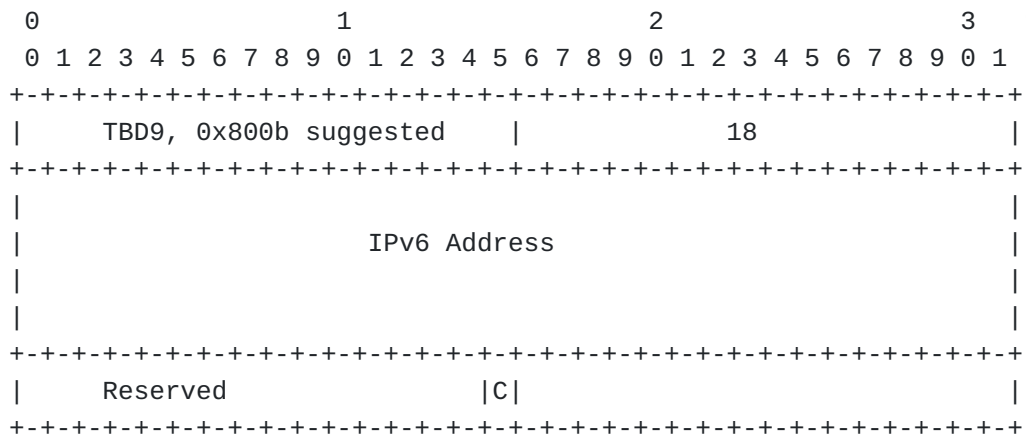 0                   1                   2                   3
 0 1 2 3 4 5 6 7 8 9 0 1 2 3 4 5 6 7 8 9 0 1 2 3 4 5 6 7 8 9 0 1
+-+-+-+-+-+-+-+-+-+-+-+-+-+-+-+-+-+-+-+-+-+-+-+-+-+-+-+-+-+-+-+-+
|     TBD9, 0x800b suggested    |             18                |
+-+-+-+-+-+-+-+-+-+-+-+-+-+-+-+-+-+-+-+-+-+-+-+-+-+-+-+-+-+-+-+-+
|                                                               |
|                      IPv6 Address                             |
|                                                               |
|                                                               |
+-+-+-+-+-+-+-+-+-+-+-+-+-+-+-+-+-+-+-+-+-+-+-+-+-+-+-+-+-+-+-+-+
|     Reserved                |C|                               |
+-+-+-+-+-+-+-+-+-+-+-+-+-+-+-+-+-+-+-+-+-+-+-+-+-+-+-+-+-+-+-+-+